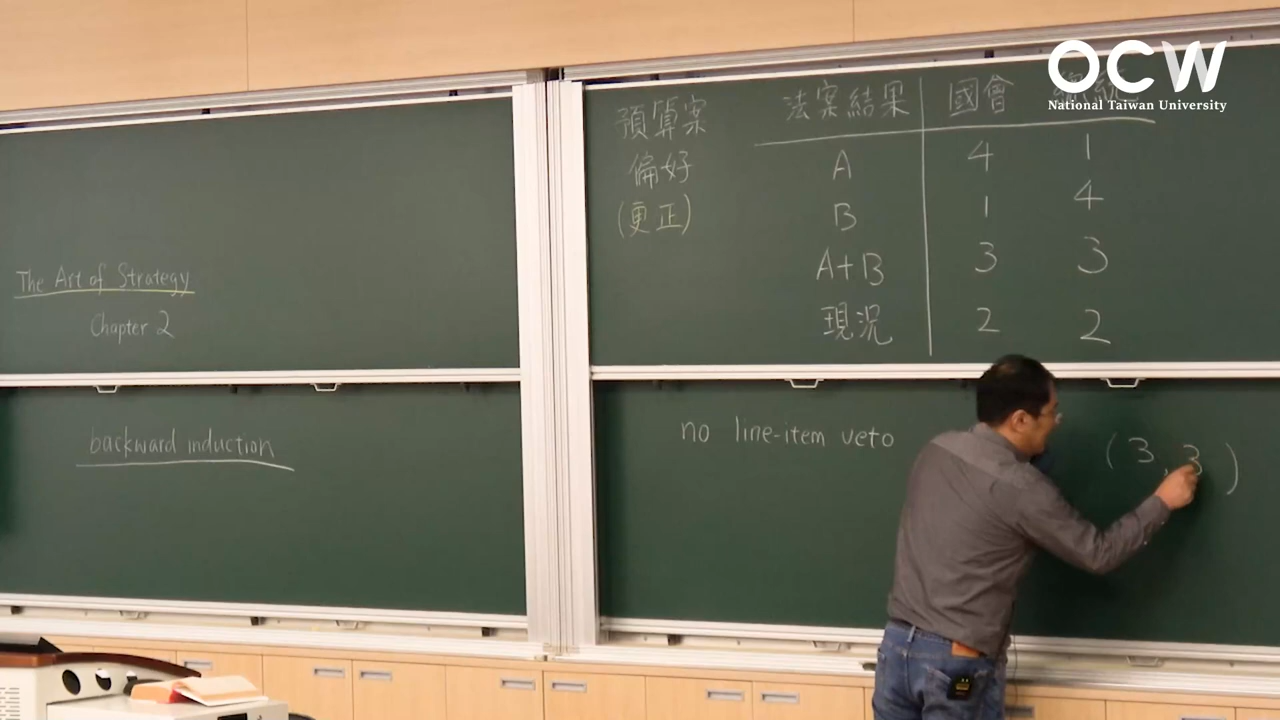 OCW
National Taiwan University
The Art of Strategy
Chapter 2
backward induction
預算案
偏好
(更正)
法案結果 國會 總統
A 4 1
B 1 4
A+B 3 3
現況 2 2
no line-item veto
(3,3)